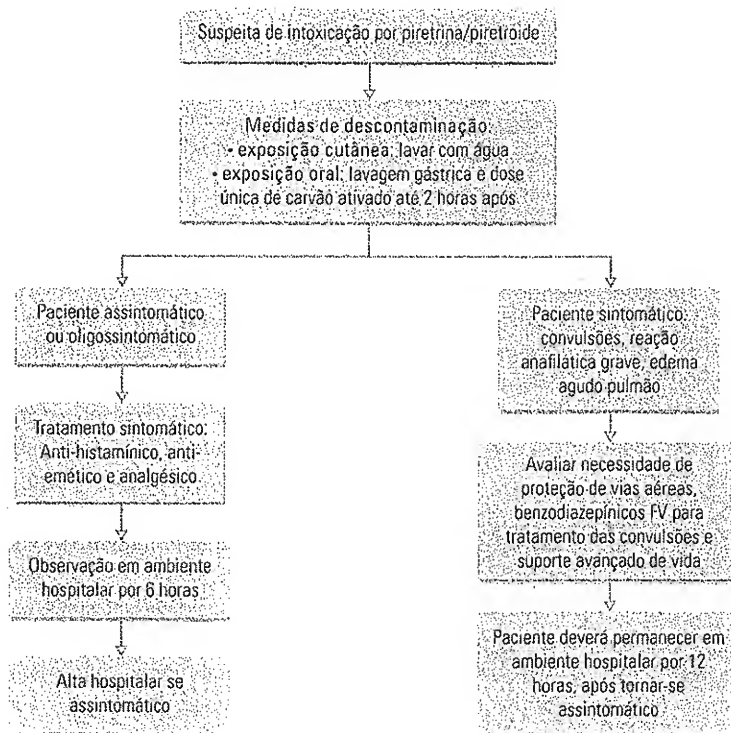 Suspeita de intoxicação por piretrina/piretroide
Medidas de descontaminação:
• exposição cutânea: lavar com água
• exposição oral: lavagem gástrica e dose
única de carvão ativado até 2 horas após
Paciente assintomático
ou oligossintomático
Tratamento sintomático:
Anti-histamínico, anti-
emético e analgésico
Observação em ambiente
hospitalar por 6 horas
Alta hospitalar se
assintomático
Paciente sintomático:
convulsões, reação
anafilática grave, edema
agudo pulmão
Avaliar necessidade de
proteção de vias aéreas,
benzodiazepínicos FV para
tratamento das convulsões e
suporte avançado de vida
Paciente deverá permanecer em
ambiente hospitalar por 12
horas, após tornar-se
assintomático